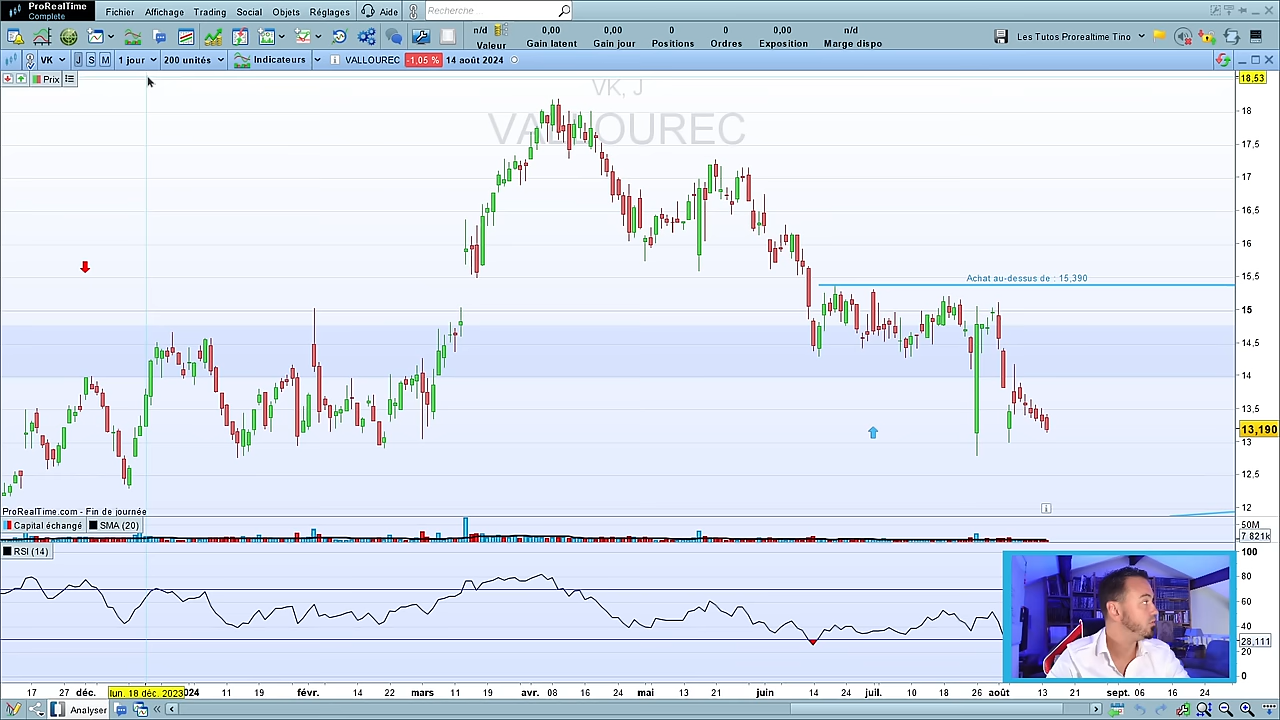 ProRealTime
Complete
Fichier Affichage Trading Social Objets Réglages Aide Recherche ...
n/d
Valeur
0,00
Gain latent
0,00
Gain jour
0
Positions
0
Ordres
0,00
Exposition
n/d
Marge dispo
Les Tutos Prorealtime Tino
VK J S M 1 jour 200 unités Indicateurs VALLOUREC -1,05 % 14 août 2024
Prix
VK, J
VALLOUREC
18,53
18
17,5
17
16,5
16
15,5
15
14,5
14
13,5
13,190
13
12,5
12
Achat au-dessus de : 15,390
ProRealTime.com - Fin de journée
Capital échangé SMA (20)
50M
7 821k
RSI (14)
100
80
60
40
28,111
20
0
17 27 déc. lun. 18 déc. 2023 024 11 19 févr. 14 22 mars 11 19 avr. 08 16 24 mai 13 21 juin 14 24 juil. 10 18 26 août 13 21 sept. 06 16 24
Analyser